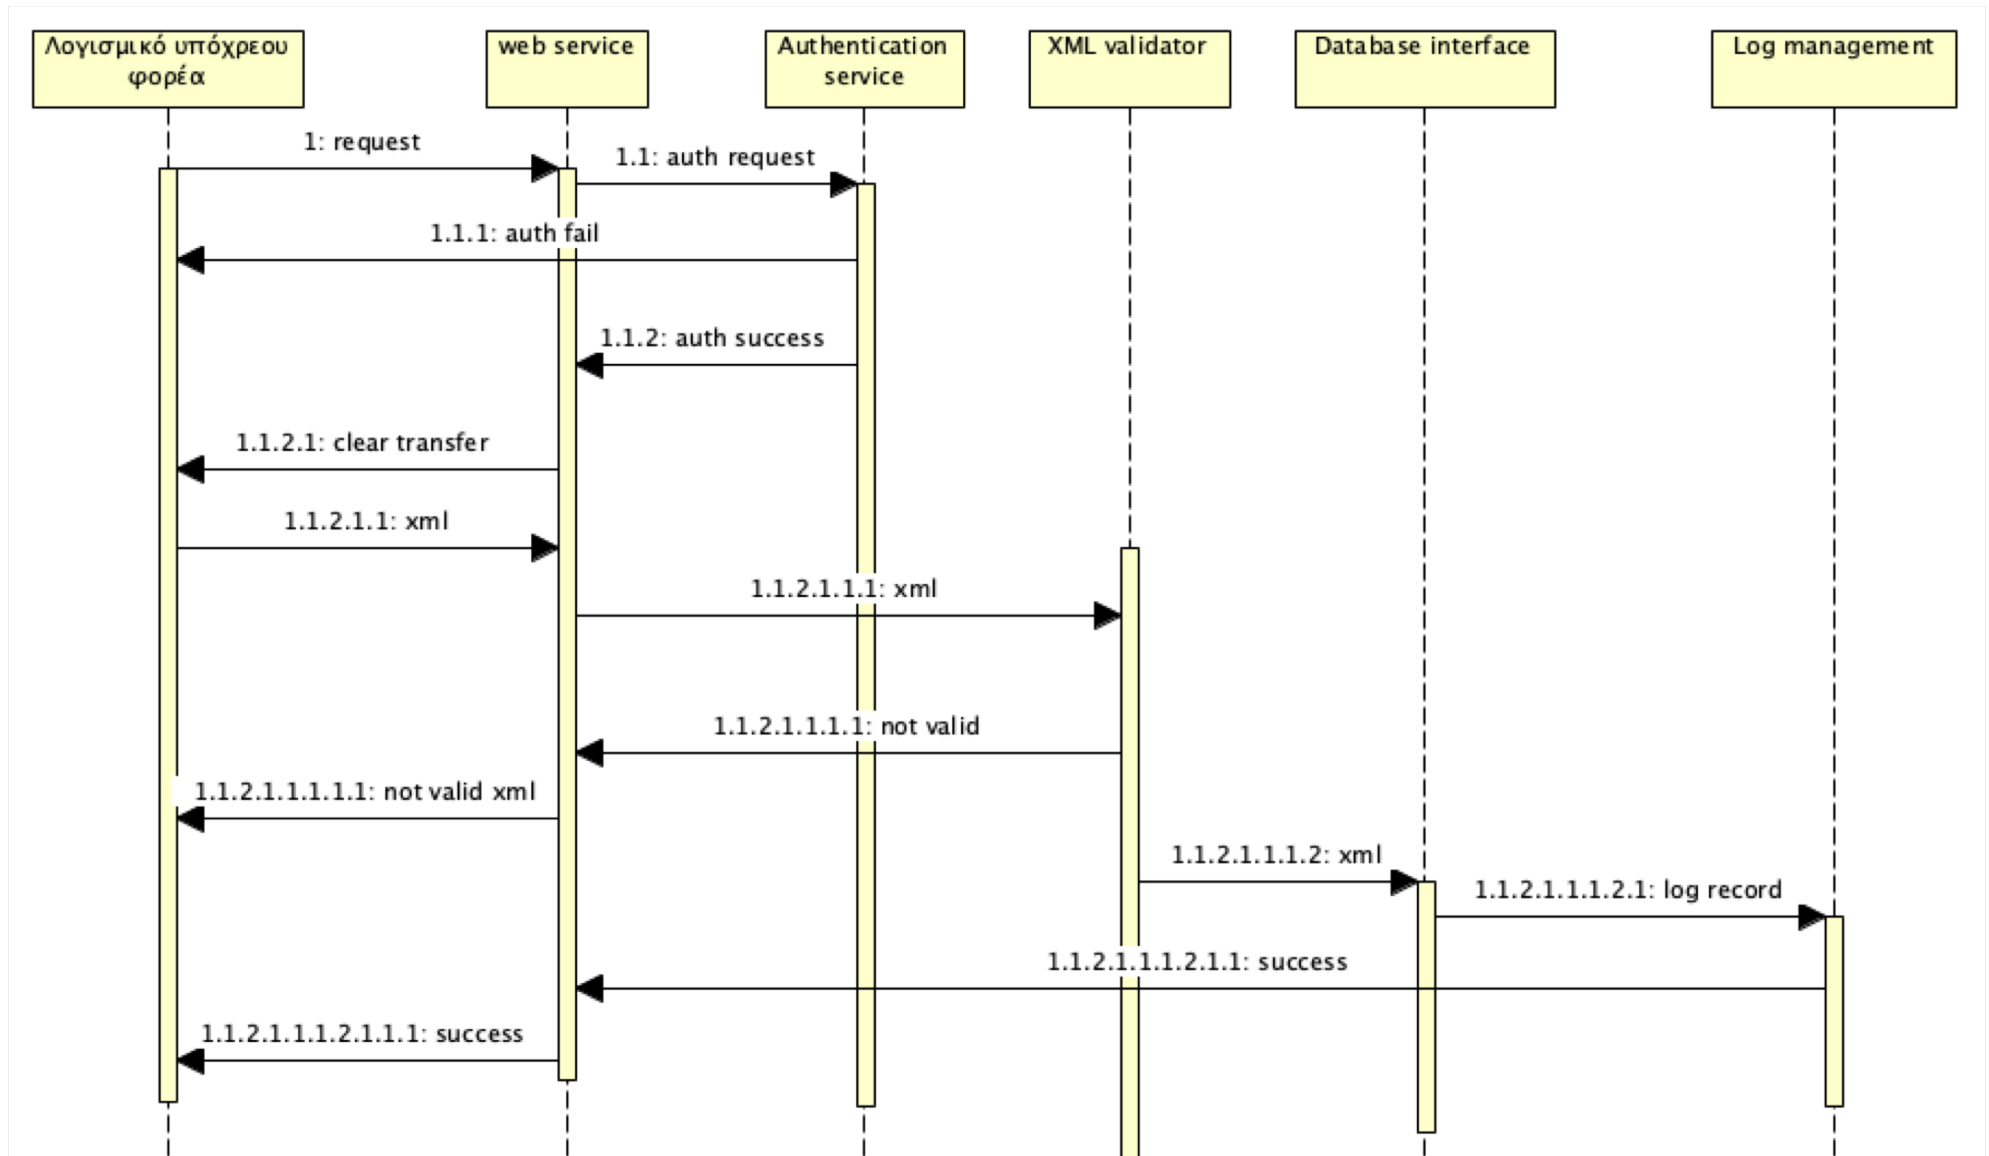 Λογισμικό υπόχρεου
φορέα
web service
Authentication
service
XML validator
Database interface
Log management
1: request
1.1: auth request
1.1.1: auth fail
1.1.2: auth success
1.1.2.1: clear transfer
1.1.2.1.1: xml
1.1.2.1.1.1: xml
1.1.2.1.1.1.1: not valid
1.1.2.1.1.1.1.1: not valid xml
1.1.2.1.1.1.2: xml
1.1.2.1.1.1.2.1: log record
1.1.2.1.1.1.2.1.1: success
1.1.2.1.1.1.2.1.1.1: success